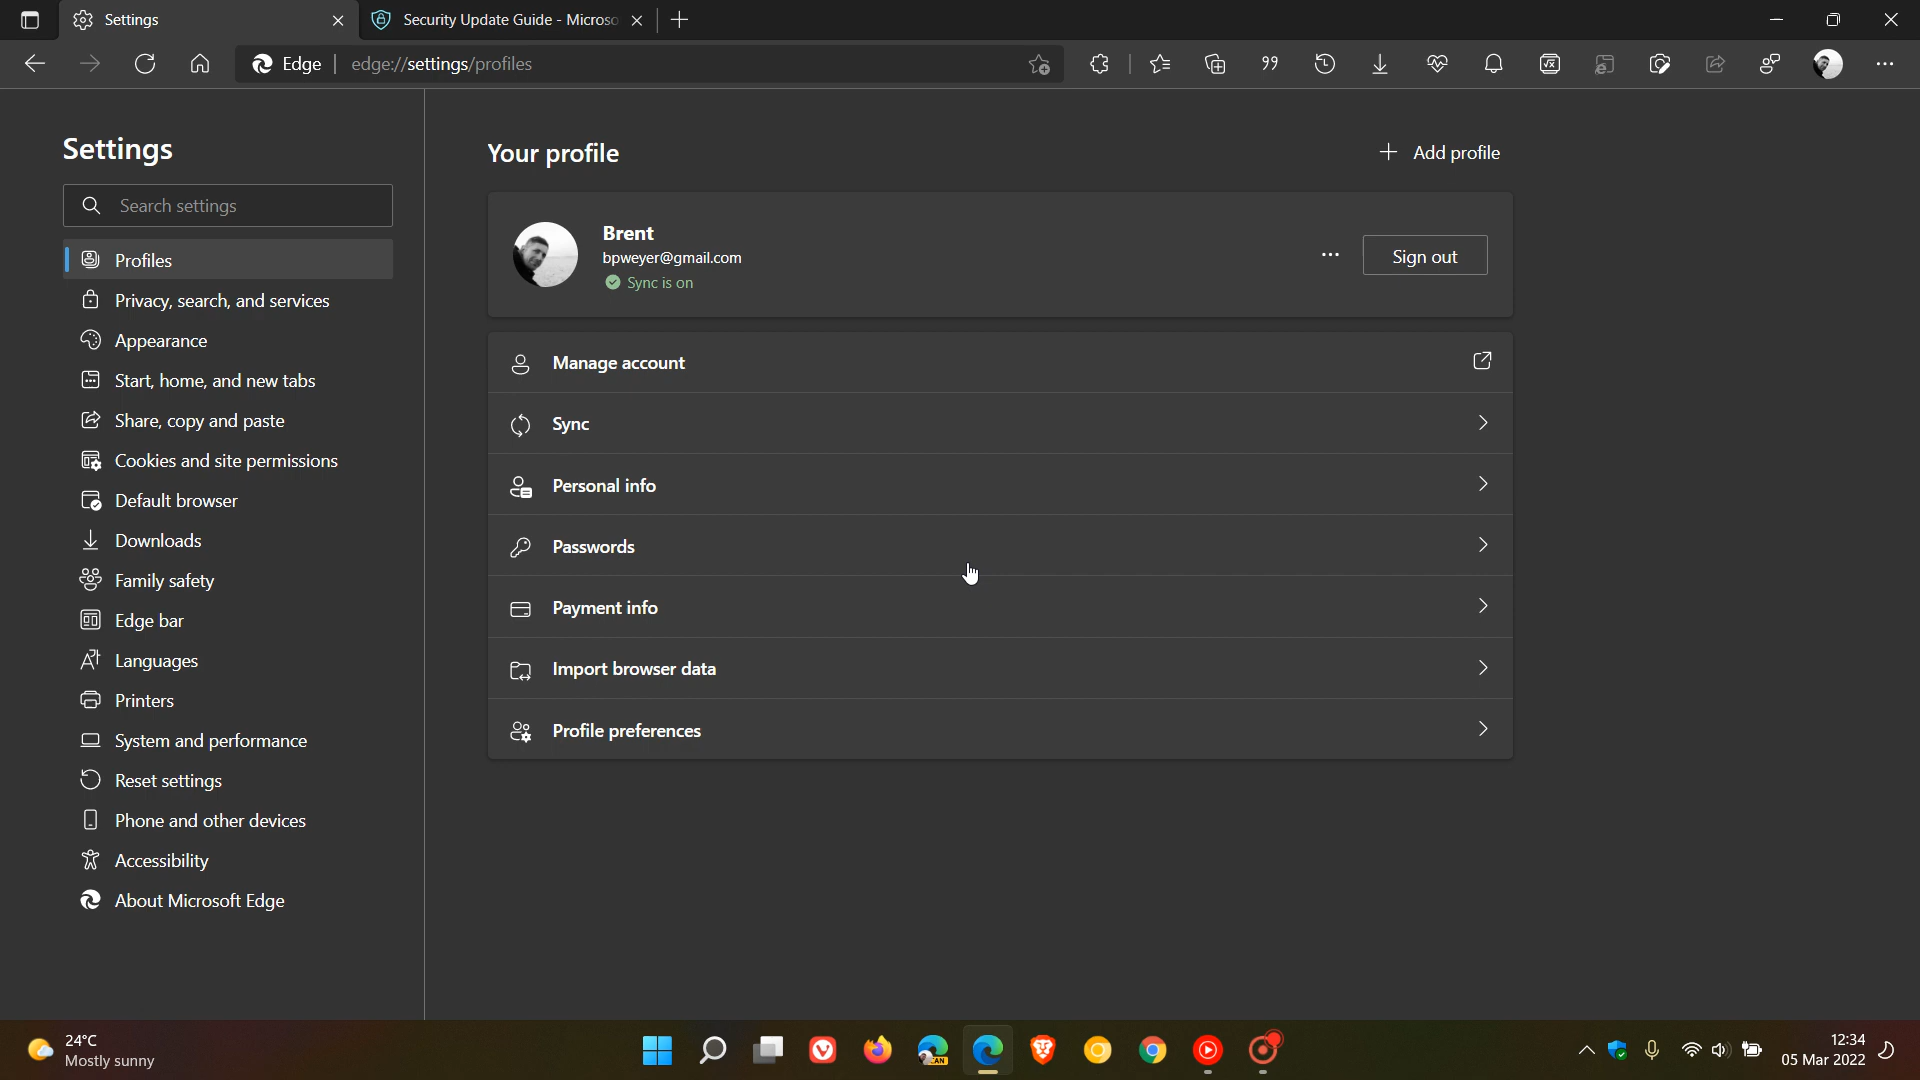 Settings
Security Update Guide - Microso
Edge
edge://settings/profiles
Settings
Search settings
Profiles
Privacy, search, and services
Appearance
Start, home, and new tabs
Share, copy and paste
Cookies and site permissions
Default browser
Downloads
Family safety
Edge bar
Languages
Printers
System and performance
Reset settings
Phone and other devices
Accessibility
About Microsoft Edge
Your profile
Add profile
Brent
bpweyer@gmail.com
Sync is on
Sign out
Manage account
Sync
Personal info
Passwords
Payment info
Import browser data
Profile preferences
24°C
Mostly sunny
CAN
12:34
05 Mar 2022